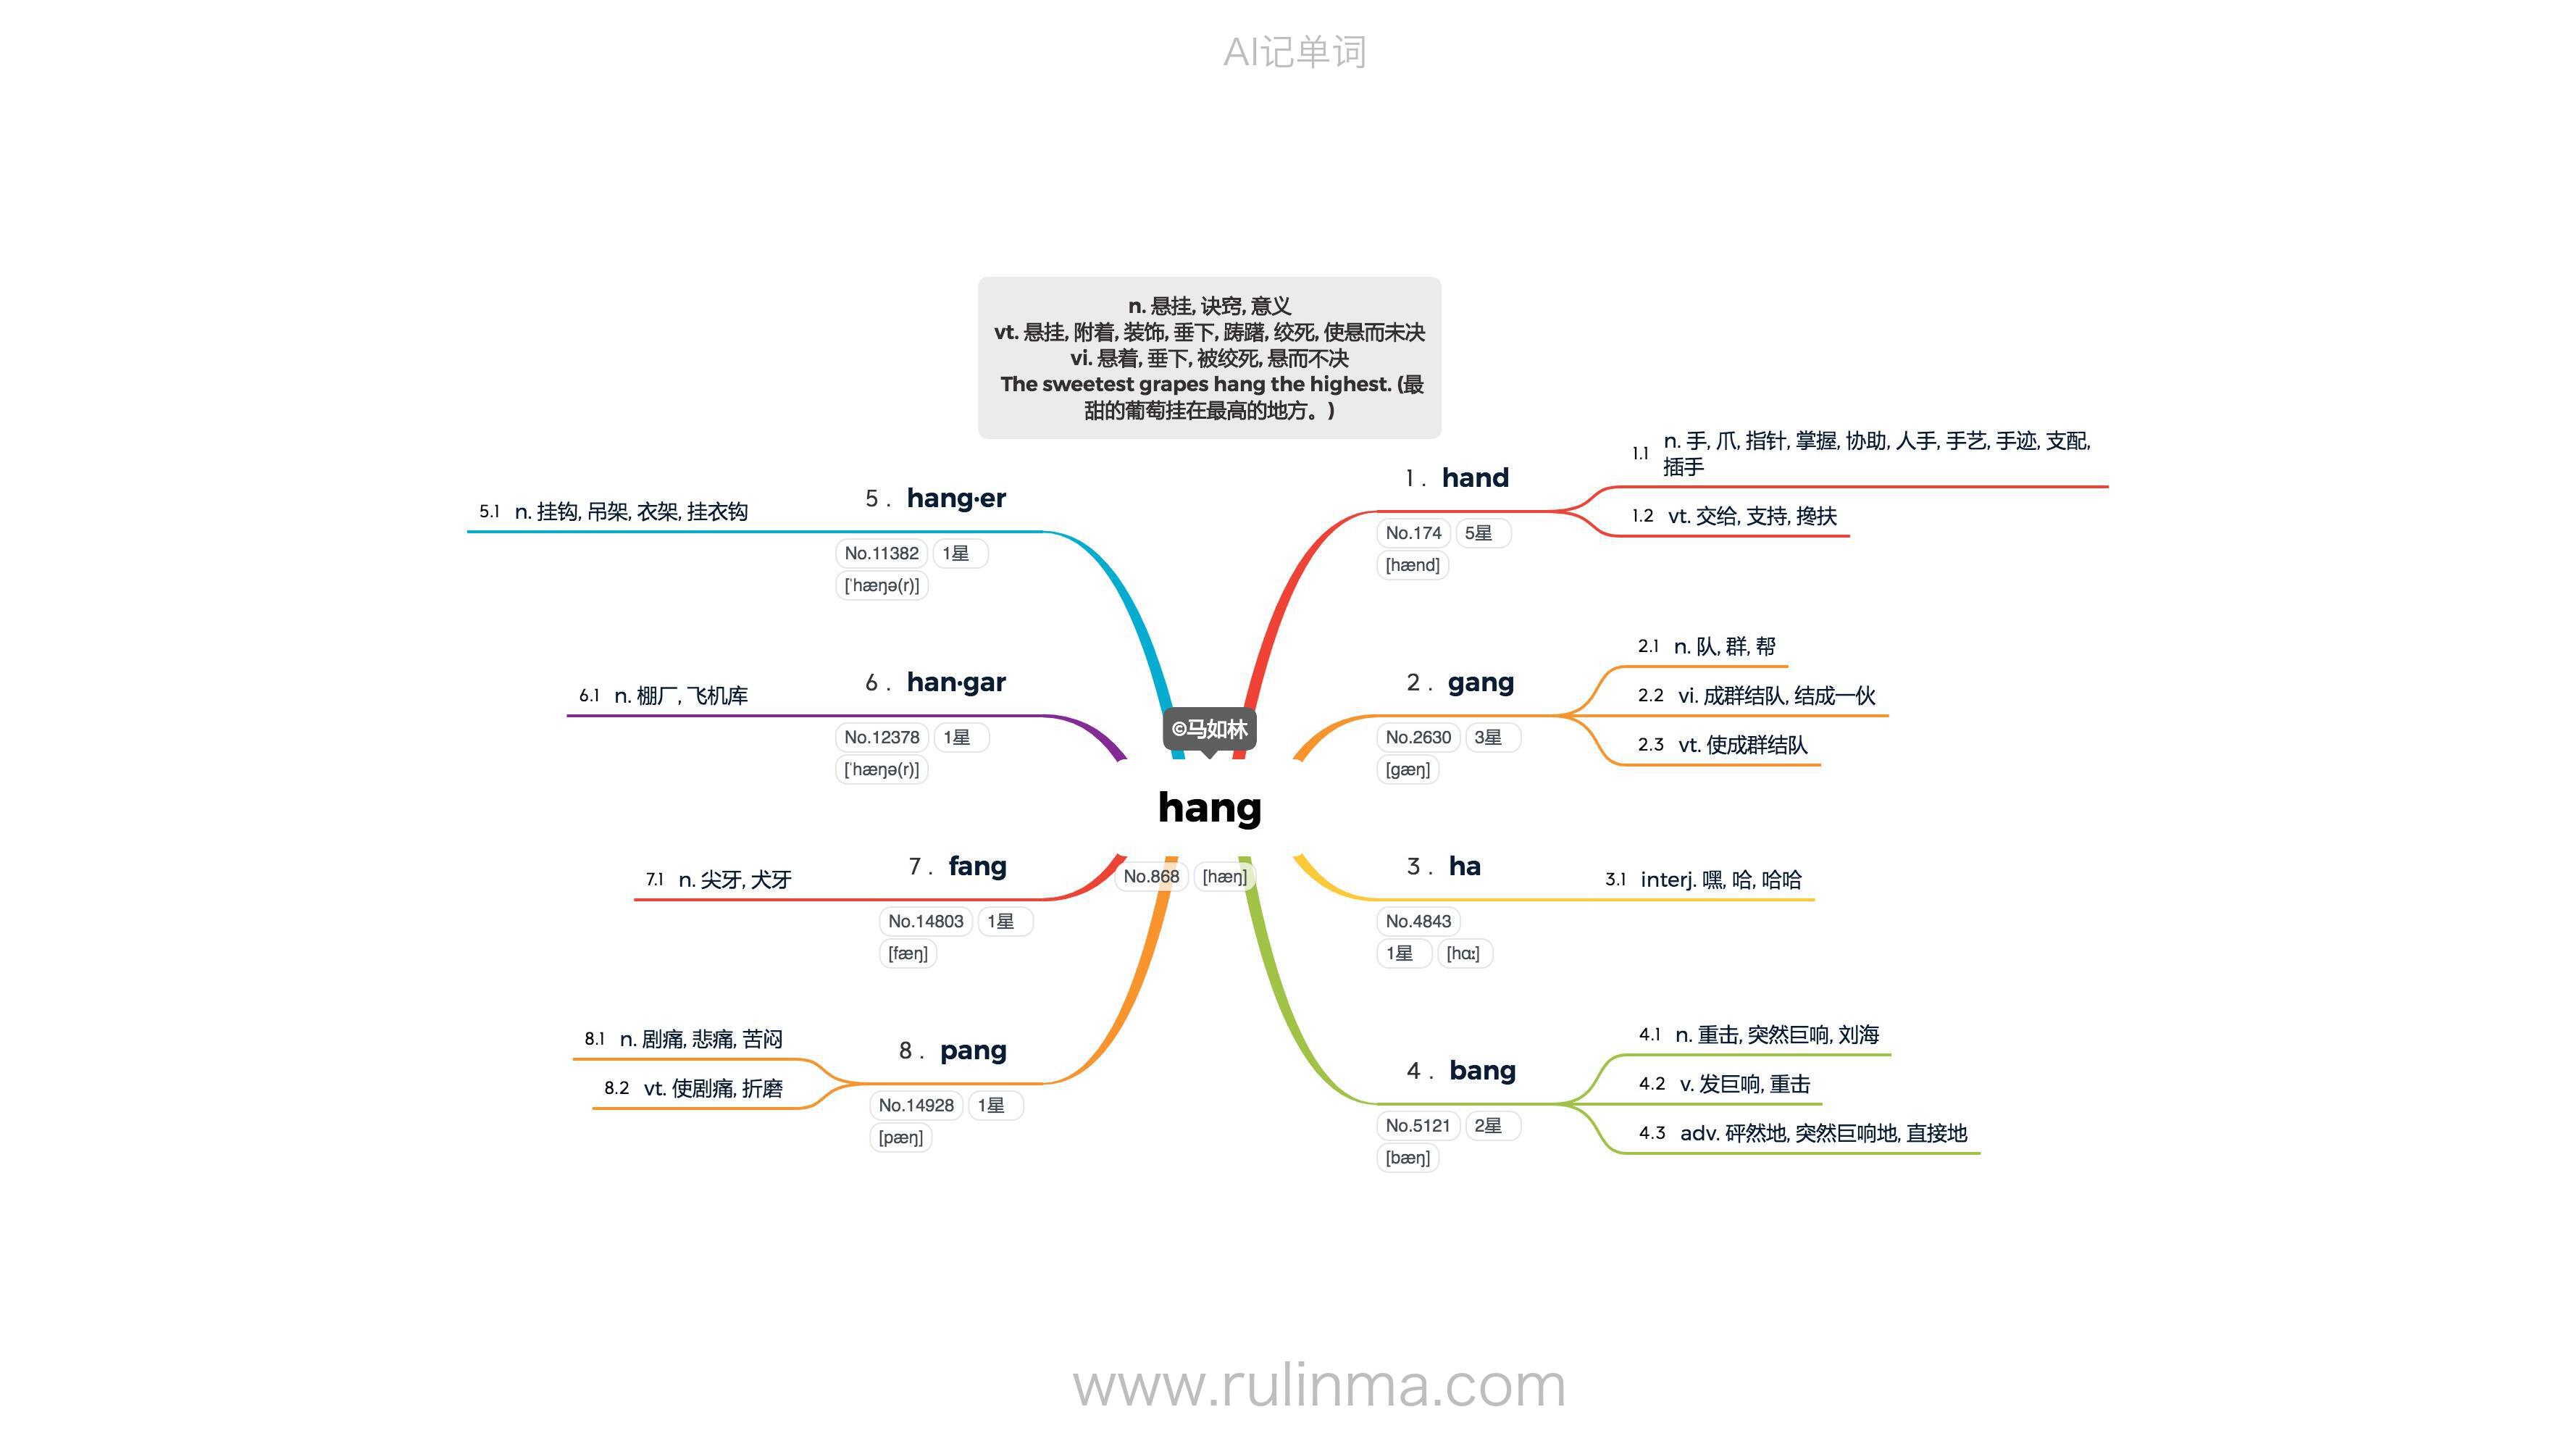 AI记单词
n. 悬挂, 诀窍, 意义
vt. 悬挂, 附着, 装饰, 垂下, 踌躇, 绞死, 使悬而未决
vi. 悬着, 垂下, 被绞死, 悬而不决
The sweetest grapes hang the highest. (最
甜的葡萄挂在最高的地方。)
©马如林
hang
No.868 [hæŋ]
1 . hand
No.174 5星
[hænd]
1.1 n. 手, 爪, 指针, 掌握, 协助, 人手, 手艺, 手迹, 支配,
插手
1.2 vt. 交给, 支持, 搀扶
2 . gang
No.2630 3星
[gæŋ]
2.1 n. 队, 群, 帮
2.2 vi. 成群结队, 结成一伙
2.3 vt. 使成群结队
3 . ha
No.4843
1星 [hɑː]
3.1 interj. 嘿, 哈, 哈哈
4 . bang
No.5121 2星
[bæŋ]
4.1 n. 重击, 突然巨响, 刘海
4.2 v. 发巨响, 重击
4.3 adv. 砰然地, 突然巨响地, 直接地
5 . hang·er
No.11382 1星
[ˈhæŋə(r)]
5.1 n. 挂钩, 吊架, 衣架, 挂衣钩
6 . han·gar
No.12378 1星
[ˈhæŋə(r)]
6.1 n. 棚厂, 飞机库
7 . fang
No.14803 1星
[fæŋ]
7.1 n. 尖牙, 犬牙
8 . pang
No.14928 1星
[pæŋ]
8.1 n. 剧痛, 悲痛, 苦闷
8.2 vt. 使剧痛, 折磨
www.rulinma.com